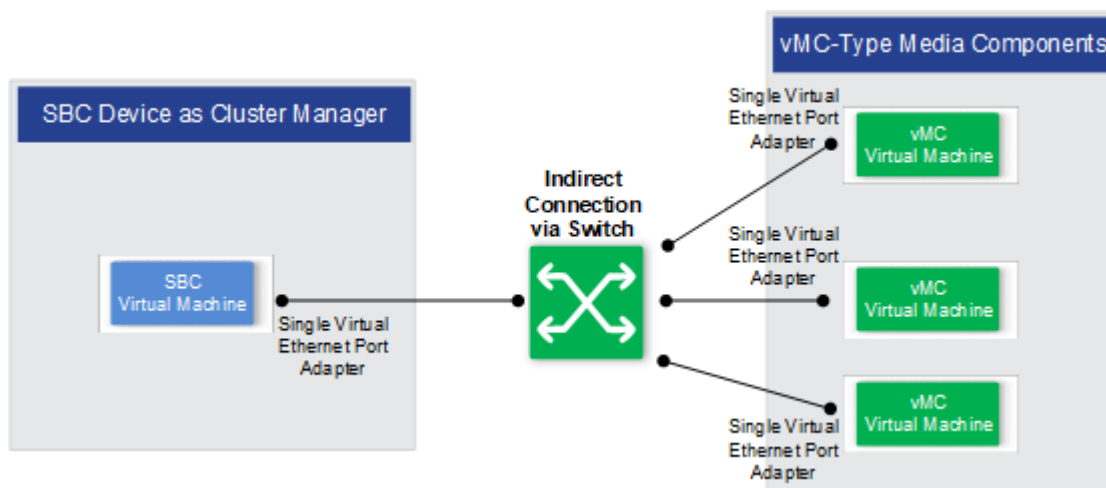 vMC-Type Media Components
SBC Device as Cluster Manager
Single Virtual
Ethernet Port
Adapter
vMC
Virtual Machine
Indirect
Connection
via Switch
Single Virtual
Ethernet Port
Adapter
vMC
Virtual Machine
SBC
Virtual Machine
Single Virtual
Ethernet Port
Adapter
vMC
Virtual Machine
Single Virtual
Ethernet Port
Adapter